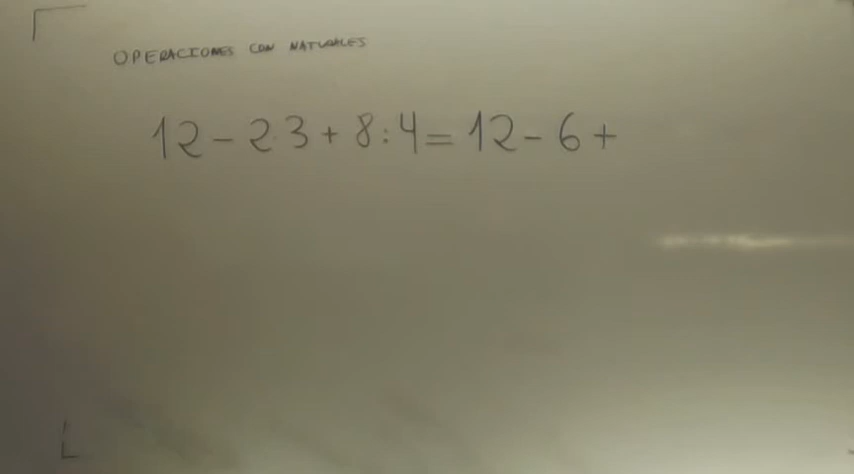 OPERACIONES CON NATURALES
12 - 2·3 + 8 : 4 = 12 - 6 +